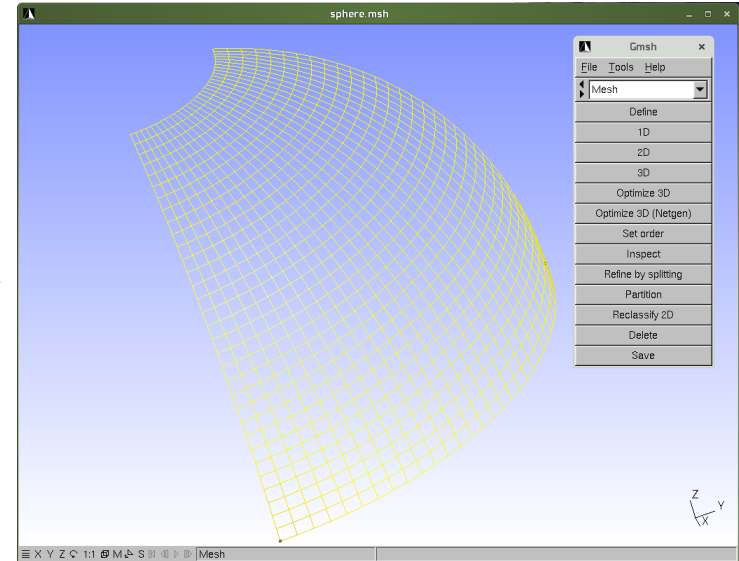 sphere.msh
Gmsh
File Tools Help
Mesh
Define
1D
2D
3D
Optimize 3D
Optimize 3D (Netgen)
Set order
Inspect
Refine by splitting
Partition
Reclassify 2D
Delete
Save
Z
Y
X
X Y Z 1:1 M S Mesh